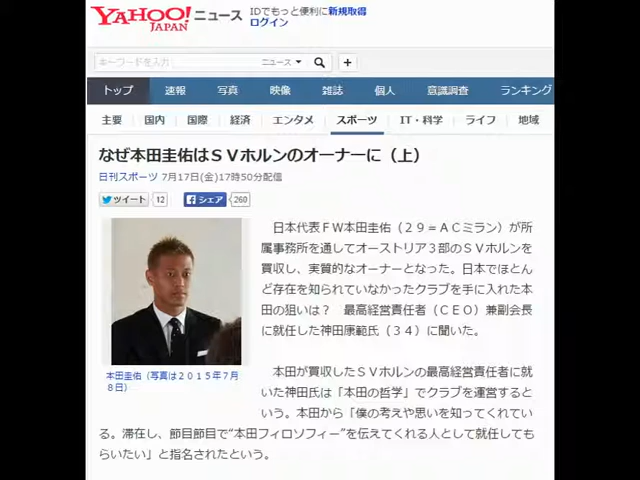 YAHOO! JAPAN ニュース
IDでもっと便利に新規取得
ログイン
キーワードを入力 ニュース
トップ 速報 写真 映像 雑誌 個人 意識調査 ランキング
主要 国内 国際 経済 エンタメ スポーツ IT・科学 ライフ 地域
なぜ本田圭佑はＳＶホルンのオーナーに（上）
日刊スポーツ 7月17日(金)17時50分配信
ツイート 12 シェア 260
日本代表ＦＷ本田圭佑（２９＝ＡＣミラン）が所
属事務所を通してオーストリア３部のＳＶホルンを
買収し、実質的なオーナーとなった。日本でほとん
ど存在を知られていなかったクラブを手に入れた本
田の狙いは？　最高経営責任者（ＣＥＯ）兼副会長
に就任した神田康範氏（３４）に聞いた。
本田圭佑（写真は２０１５年７月
８日）
本田が買収したＳＶホルンの最高経営責任者に就
いた神田氏は「本田の哲学」でクラブを運営すると
いう。本田から「僕の考えや思いを知ってくれてい
る。滞在し、節目節目で“本田フィロソフィー”を伝えてくれる人として就任しても
らいたい」と指名されたという。